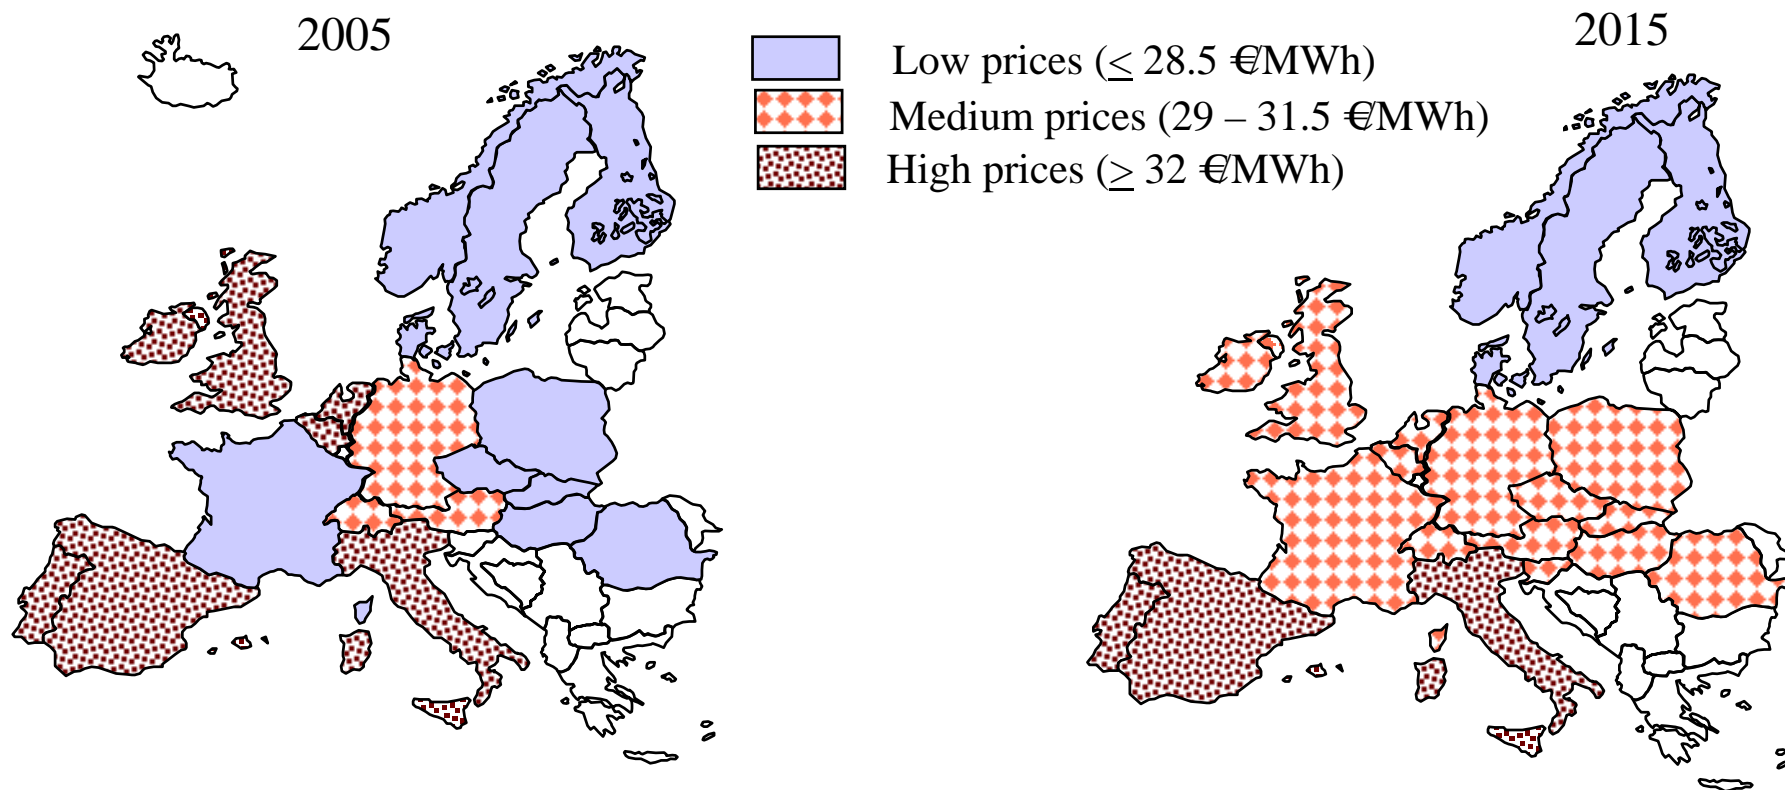 2005
2015
Low prices (< 28.5 €/MWh)
Medium prices (29 – 31.5 €/MWh)
High prices (> 32 €/MWh)